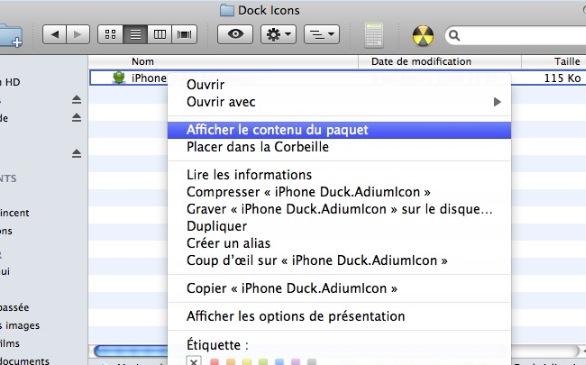 Dock Icons
Nom Date de modification Taille
iPhone 115 Ko
HD
de
vincent
ons
ui
passée
s images
films
documents
Ouvrir
Ouvrir avec
Afficher le contenu du paquet
Placer dans la Corbeille
Lire les informations
Compresser « iPhone Duck.AdiumIcon »
Graver « iPhone Duck.AdiumIcon » sur le disque...
Dupliquer
Créer un alias
Coup d'œil sur « iPhone Duck.AdiumIcon »
Copier « iPhone Duck.AdiumIcon »
Afficher les options de présentation
Étiquette :